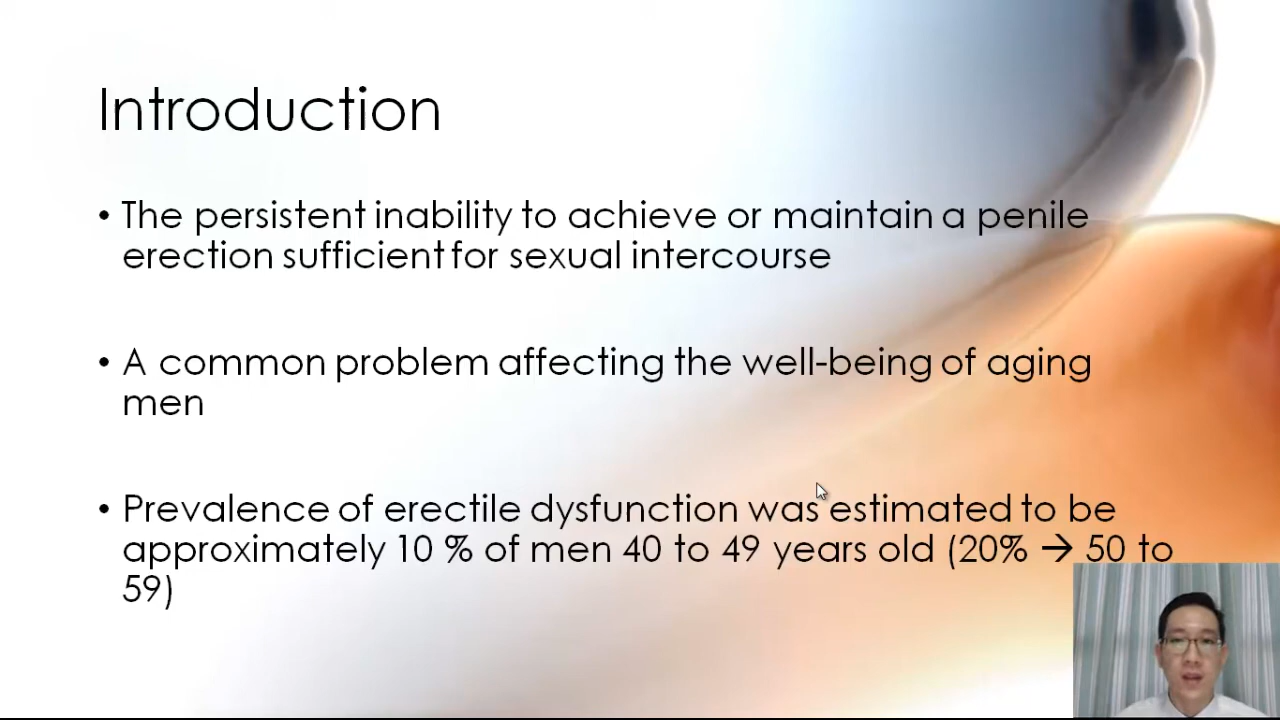 Introduction
• The persistent inability to achieve or maintain a penile
erection sufficient for sexual intercourse
• A common problem affecting the well-being of aging
men
• Prevalence of erectile dysfunction was estimated to be
approximately 10 % of men 40 to 49 years old (20% → 50 to
59)